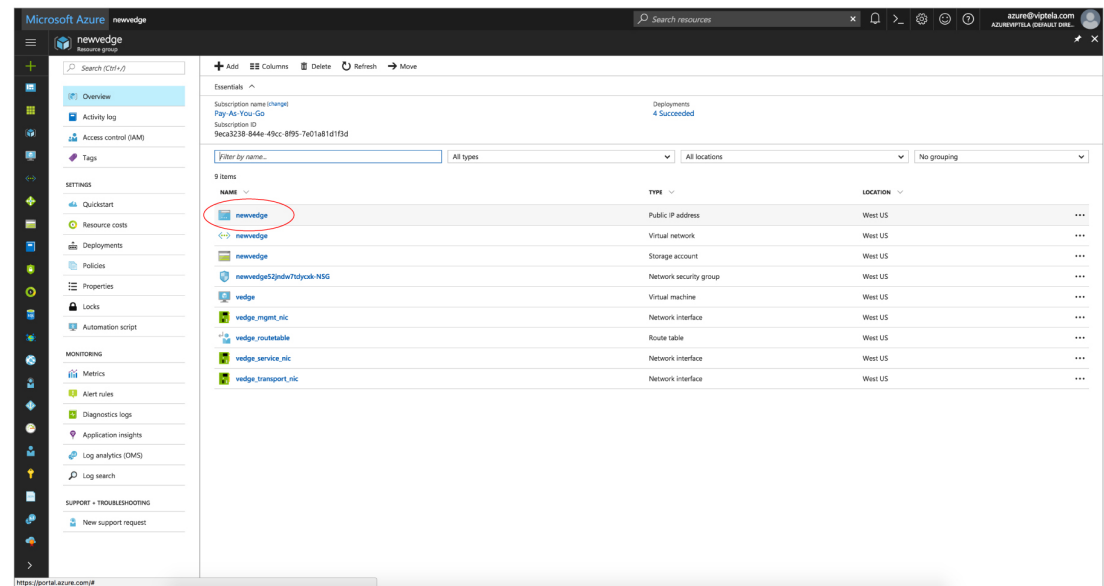 Microsoft Azure newvedge
Search resources
azure@viptela.com
AZUREVIPTELA (DEFAULT DIRE...
newvedge
Resource group
Search (Ctrl+/)
Overview
Activity log
Access control (IAM)
Tags
SETTINGS
Quickstart
Resource costs
Deployments
Policies
Properties
Locks
Automation script
MONITORING
Metrics
Alert rules
Diagnostics logs
Application insights
Log analytics (OMS)
Log search
SUPPORT + TROUBLESHOOTING
New support request
Add Columns Delete Refresh Move
Essentials
Subscription name (change)
Pay-As-You-Go
Subscription ID
9eca3238-844e-49cc-8f95-7e01a81d1f3d
Deployments
4 Succeeded
Filter by name... All types All locations No grouping
9 items
NAME TYPE LOCATION
newvedge Public IP address West US
newvedge Virtual network West US
newvedge Storage account West US
newvedge52jndw7tdycxk-NSG Network security group West US
vedge Virtual machine West US
vedge_mgmt_nic Network interface West US
vedge_routetable Route table West US
vedge_service_nic Network interface West US
vedge_transport_nic Network interface West US
https://portal.azure.com/#